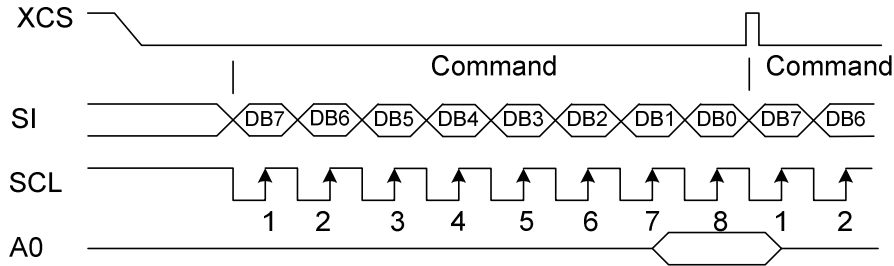 XCS
Command Command
SI DB7 DB6 DB5 DB4 DB3 DB2 DB1 DB0 DB7 DB6
SCL
1 2 3 4 5 6 7 8 1 2
A0